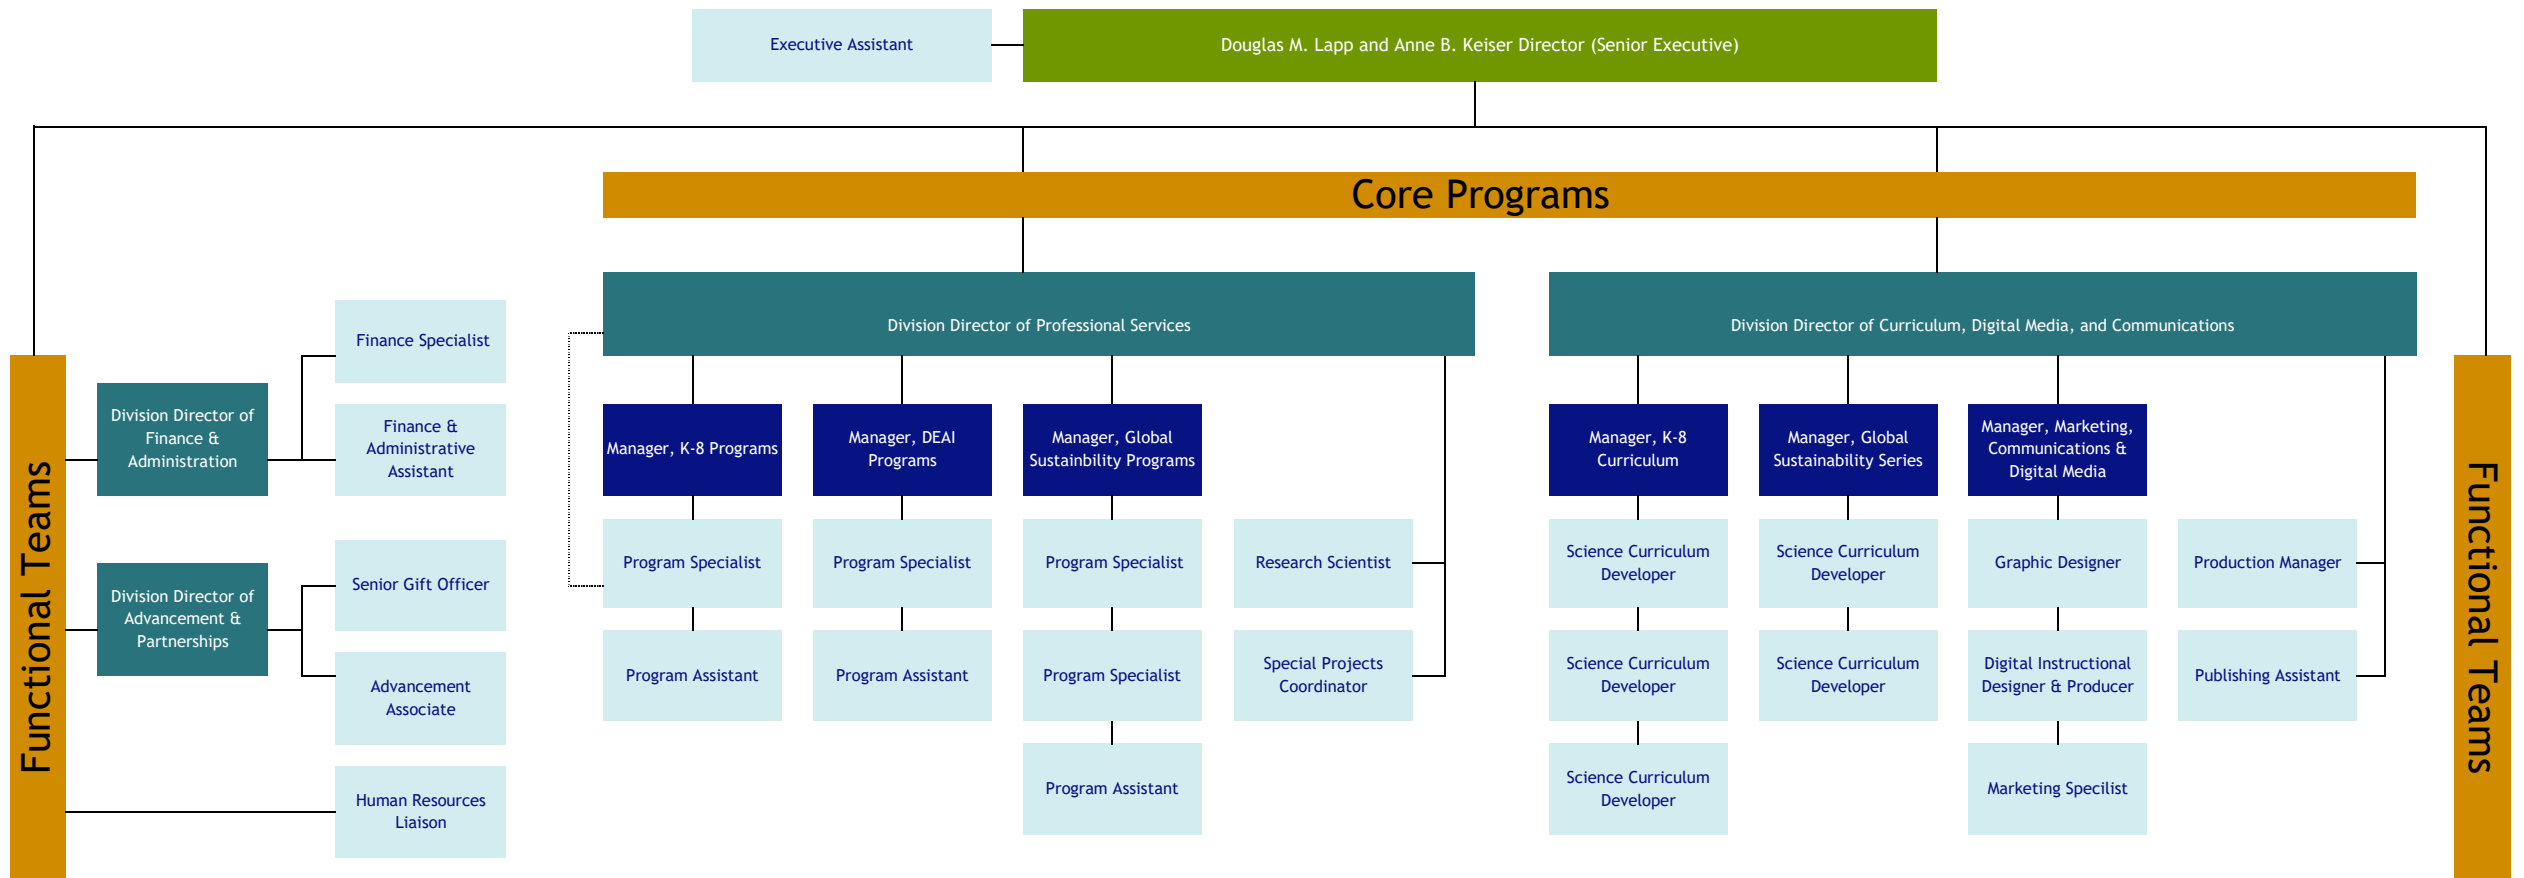 Executive Assistant
Douglas M. Lapp and Anne B. Keiser Director (Senior Executive)
Core Programs
Functional Teams
Division Director of
Finance &
Administration
Finance Specialist
Finance &
Administrative
Assistant
Division Director of
Advancement &
Partnerships
Senior Gift Officer
Advancement
Associate
Human Resources
Liaison
Division Director of Professional Services
Manager, K-8 Programs
Program Specialist
Program Assistant
Manager, DEAI
Programs
Program Specialist
Program Assistant
Manager, Global
Sustainbility Programs
Program Specialist
Program Specialist
Program Assistant
Research Scientist
Special Projects
Coordinator
Division Director of Curriculum, Digital Media, and Communications
Manager, K-8
Curriculum
Science Curriculum
Developer
Science Curriculum
Developer
Science Curriculum
Developer
Manager, Global
Sustainability Series
Science Curriculum
Developer
Science Curriculum
Developer
Manager, Marketing,
Communications &
Digital Media
Graphic Designer
Digital Instructional
Designer & Producer
Marketing Specilist
Production Manager
Publishing Assistant
Functional Teams